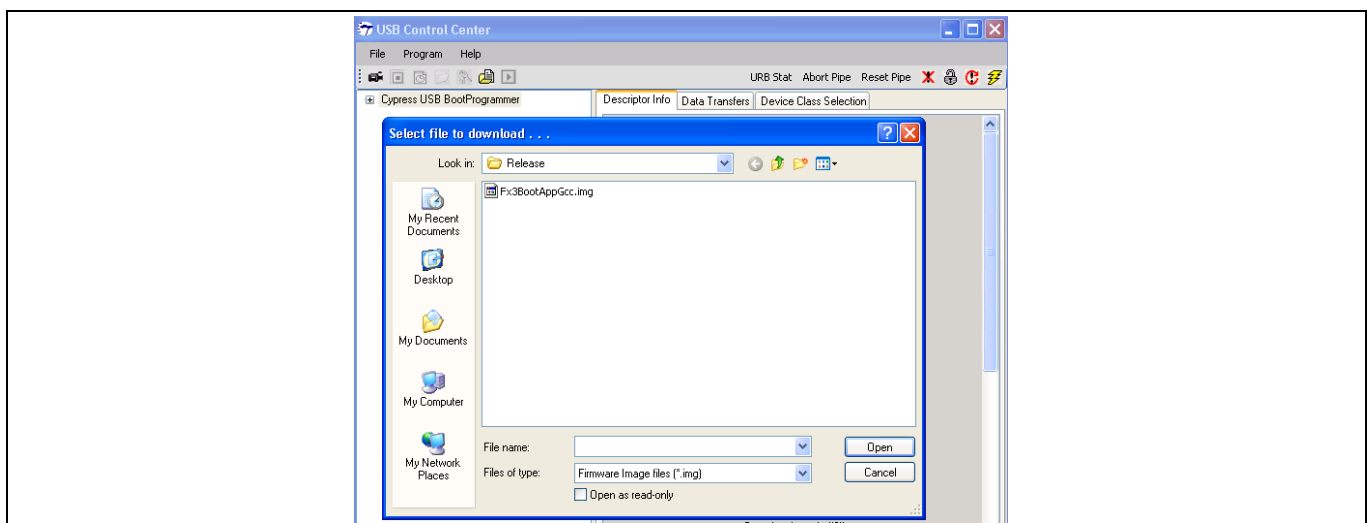 USB Control Center
File Program Help
URB Stat Abort Pipe Reset Pipe
Cypress USB BootProgrammer
Descriptor Info Data Transfers Device Class Selection
Select file to download . . .
Look in: Release
Fx3BootAppGcc.img
My Recent
Documents
Desktop
My Documents
My Computer
My Network
Places
File name:
Open
Files of type: Firmware Image files (*.img)
Cancel
Open as read-only